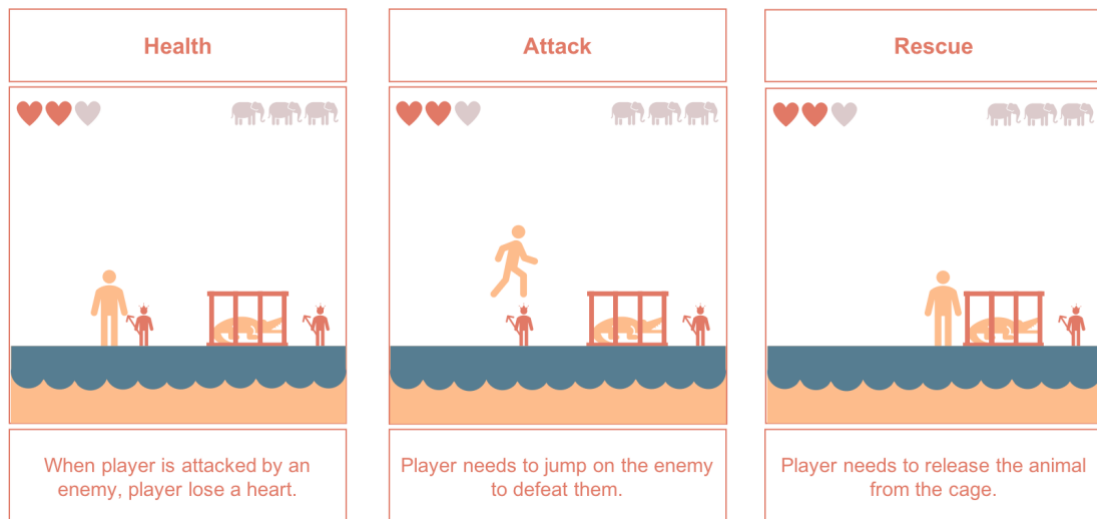 Health
Attack
Rescue
When player is attacked by an
enemy, player lose a heart.
Player needs to jump on the enemy
to defeat them.
Player needs to release the animal
from the cage.